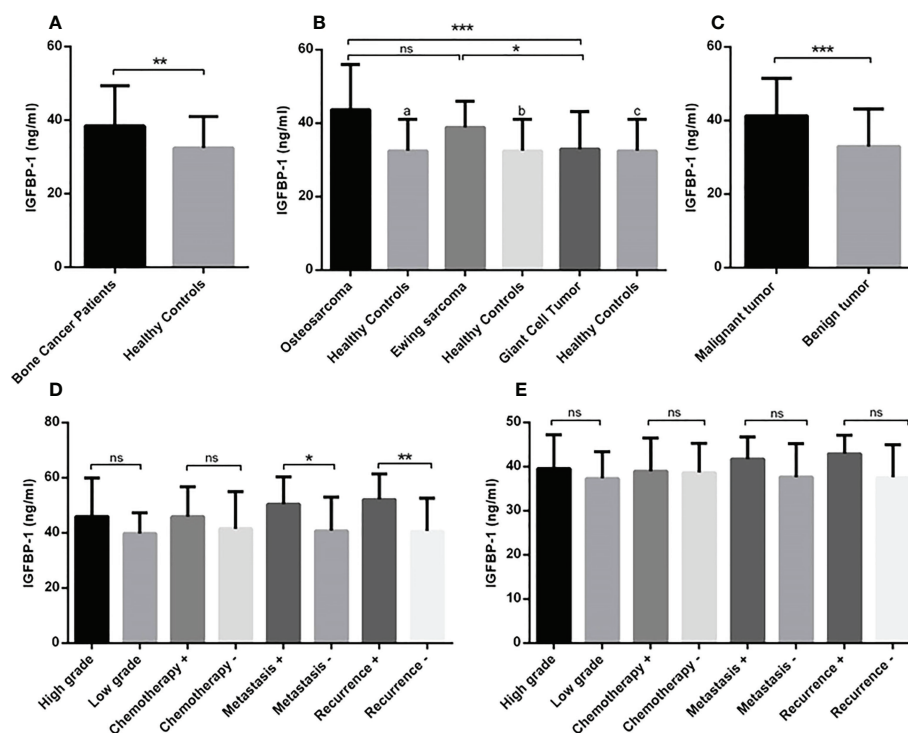 A
IGFBP-1 (ng/ml)
60
40
20
0
**
Bone Cancer Patients
Healthy Controls
B
IGFBP-1 (ng/ml)
60
40
20
0
***
ns
*
a
b
c
Osteosarcoma
Healthy Controls
Ewing sarcoma
Healthy Controls
Giant Cell Tumor
Healthy Controls
C
IGFBP-1 (ng/ml)
60
40
20
0
***
Malignant tumor
Benign tumor
D
IGFBP-1 (ng/ml)
80
60
40
20
0
ns
ns
*
**
High grade
Low grade
Chemotherapy +
Chemotherapy -
Metastasis +
Metastasis -
Recurrence +
Recurrence -
E
IGFBP-1 (ng/ml)
50
40
30
20
10
0
ns
ns
ns
ns
High grade
Low grade
Chemotherapy +
Chemotherapy -
Metastasis +
Metastasis -
Recurrence +
Recurrence -